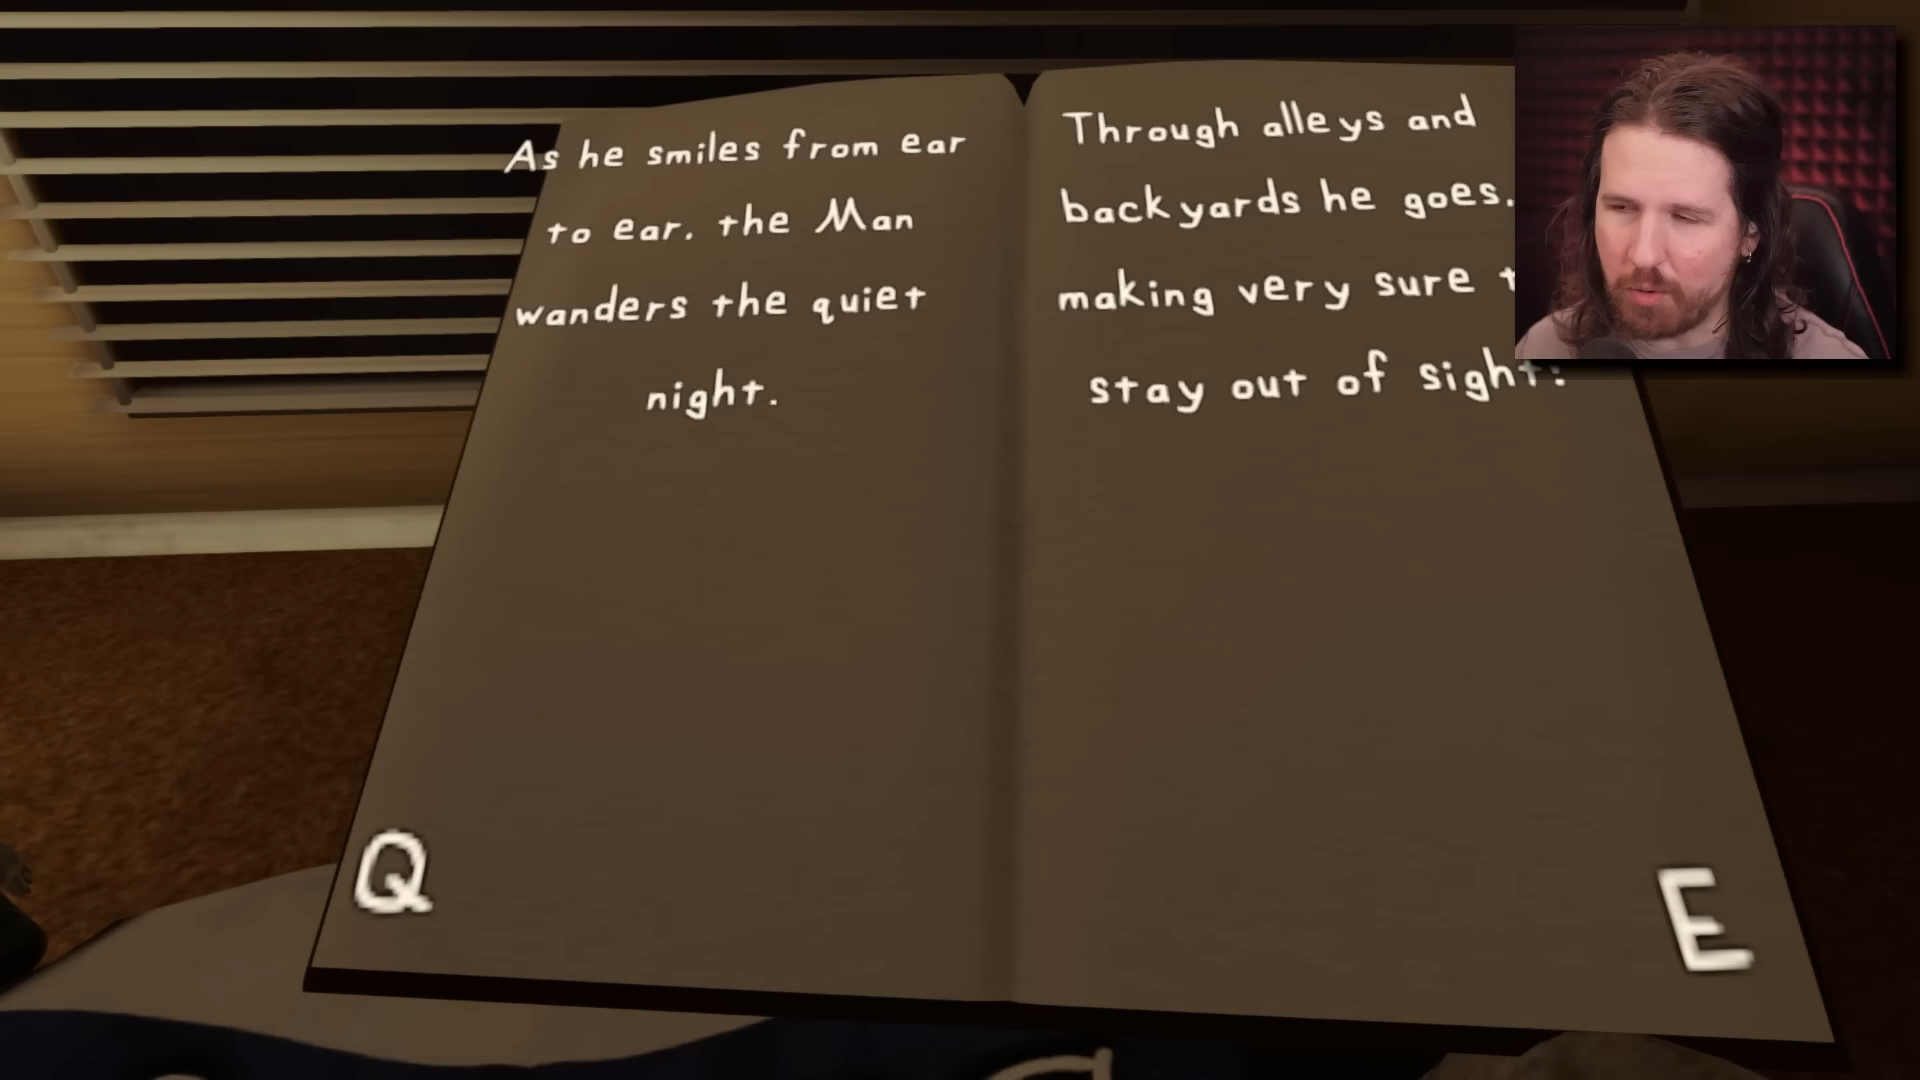 As he smiles from ear
to ear. the Man
wanders the quiet
night.
Through alleys and
backyards he goes.
making very sure
stay out of sight.
Q
E